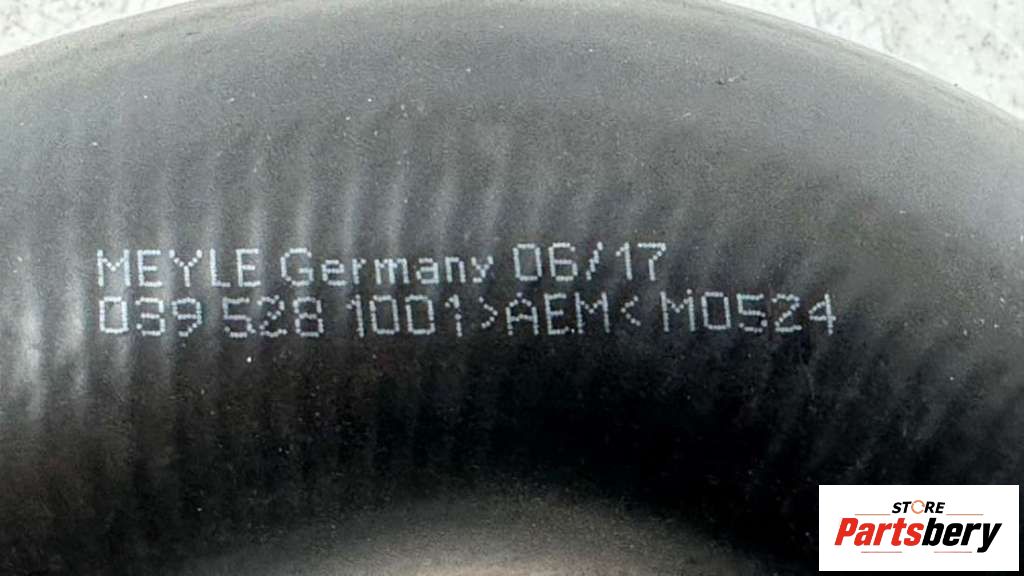 MEYLE Germany 06/17
039 528 1001>AEM< M0524
STORE
Partsbery